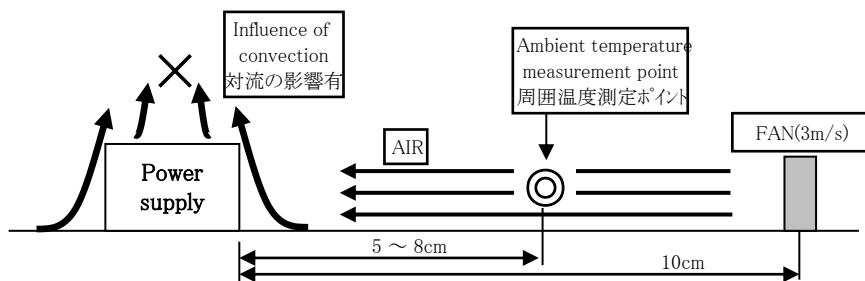 Influence of
convection
対流の影響有
Ambient temperature
measurement point
周囲温度測定ポイント
FAN(3m/s)
AIR
Power
supply
5 ～ 8cm
10cm